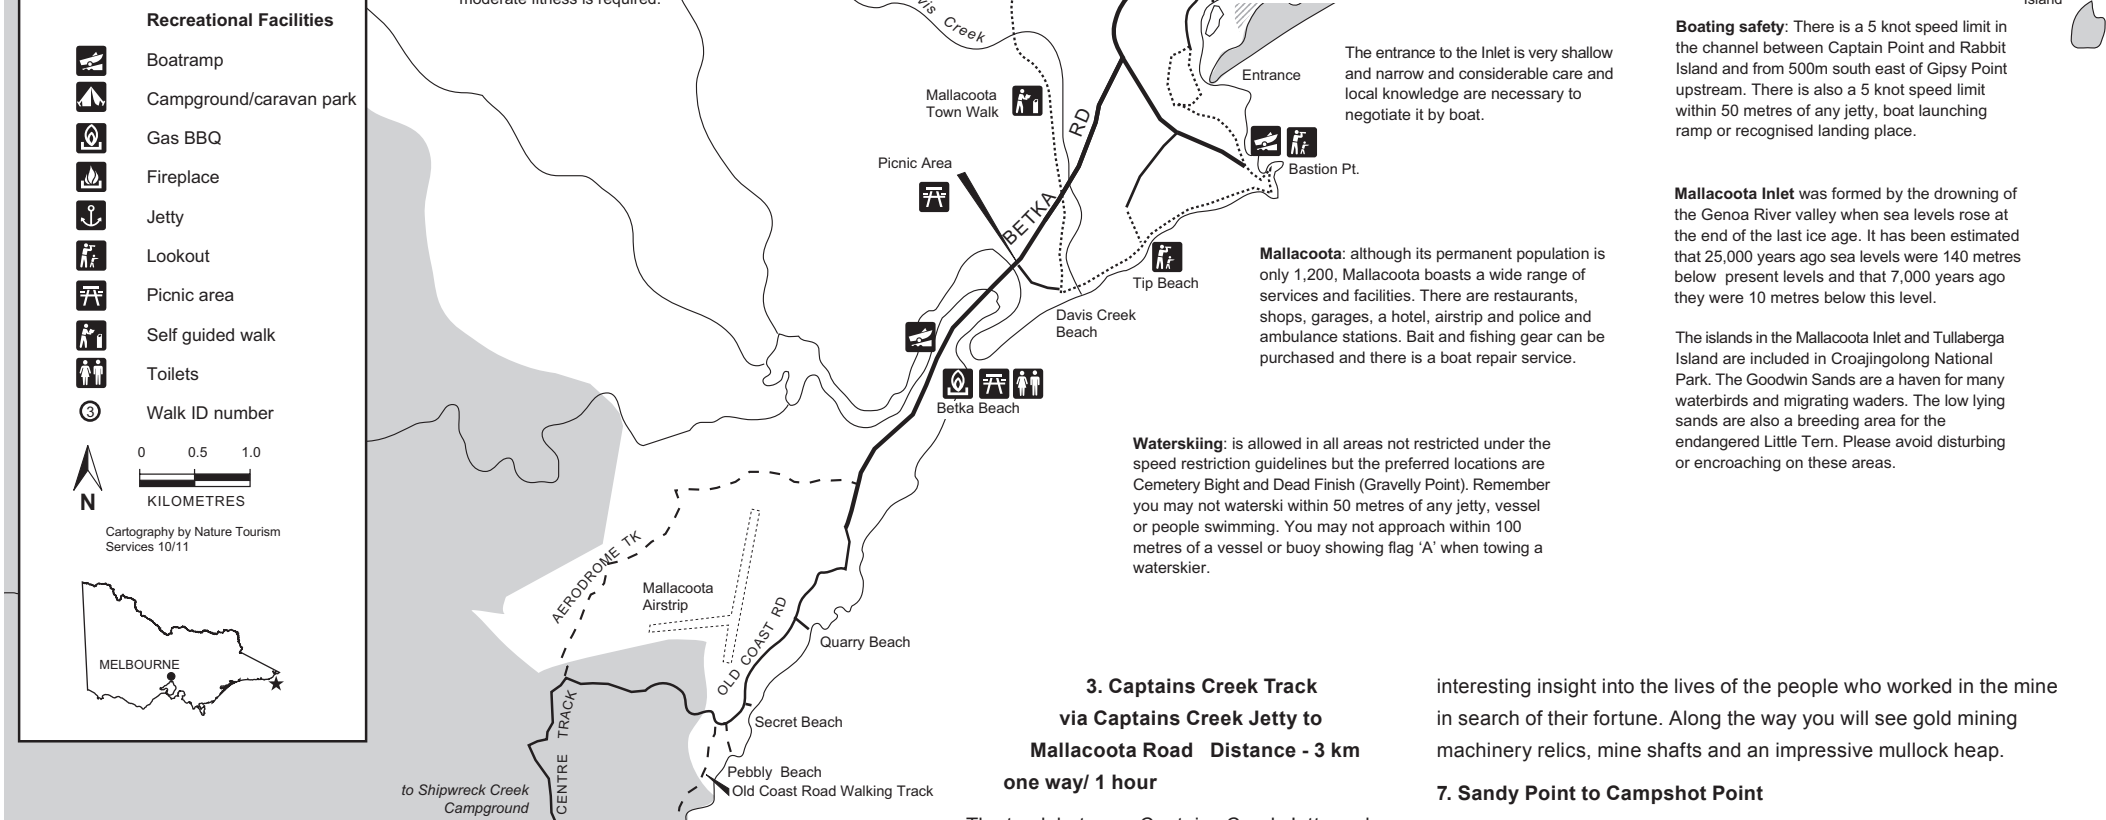 Recreational Facilities
Boatramp
Campground/caravan park
Gas BBQ
Fireplace
Jetty
Lookout
Picnic area
Self guided walk
Toilets
3 Walk ID number
0 0.5 1.0
KILOMETRES
N
Cartography by Nature Tourism
Services 10/11
MELBOURNE
moderate fitness is required.
Creek
Mallacoota
Town Walk
Picnic Area
BETKA RD
Entrance
Bastion Pt.
Tip Beach
Davis Creek
Beach
Betka Beach
AERODROME TK
Mallacoota
Airstrip
OLD COAST RD
Quarry Beach
Secret Beach
CENTRE TRACK
Pebbly Beach
Old Coast Road Walking Track
to Shipwreck Creek
Campground
The entrance to the Inlet is very shallow
and narrow and considerable care and
local knowledge are necessary to
negotiate it by boat.
Mallacoota: although its permanent population is
only 1,200, Mallacoota boasts a wide range of
services and facilities. There are restaurants,
shops, garages, a hotel, airstrip and police and
ambulance stations. Bait and fishing gear can be
purchased and there is a boat repair service.
Waterskiing: is allowed in all areas not restricted under the
speed restriction guidelines but the preferred locations are
Cemetery Bight and Dead Finish (Gravelly Point). Remember
you may not waterski within 50 metres of any jetty, vessel
or people swimming. You may not approach within 100
metres of a vessel or buoy showing flag ‘A’ when towing a
waterskier.
Island
Boating safety: There is a 5 knot speed limit in
the channel between Captain Point and Rabbit
Island and from 500m south east of Gipsy Point
upstream. There is also a 5 knot speed limit
within 50 metres of any jetty, boat launching
ramp or recognised landing place.
Mallacoota Inlet was formed by the drowning of
the Genoa River valley when sea levels rose at
the end of the last ice age. It has been estimated
that 25,000 years ago sea levels were 140 metres
below present levels and that 7,000 years ago
they were 10 metres below this level.
The islands in the Mallacoota Inlet and Tullaberga
Island are included in Croajingolong National
Park. The Goodwin Sands are a haven for many
waterbirds and migrating waders. The low lying
sands are also a breeding area for the
endangered Little Tern. Please avoid disturbing
or encroaching on these areas.
3. Captains Creek Track
via Captains Creek Jetty to
Mallacoota Road Distance - 3 km
one way/ 1 hour
interesting insight into the lives of the people who worked in the mine
in search of their fortune. Along the way you will see gold mining
machinery relics, mine shafts and an impressive mullock heap.
7. Sandy Point to Campshot Point